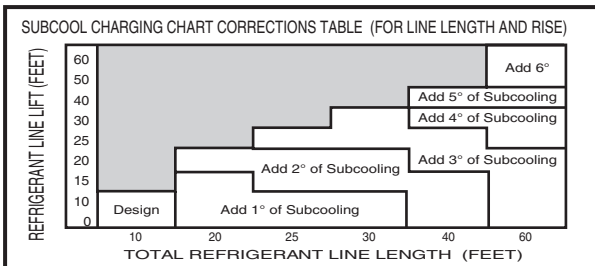 SUBCOOL CHARGING CHART CORRECTIONS TABLE (FOR LINE LENGTH AND RISE)
REFRIGERANT LINE LIFT (FEET)
60
50
40
30
25
20
15
10
0
Add 6°
Add 5° of Subcooling
Add 4° of Subcooling
Add 3° of Subcooling
Add 2° of Subcooling
Design
Add 1° of Subcooling
10 20 25 30 40 60
TOTAL REFRIGERANT LINE LENGTH (FEET)